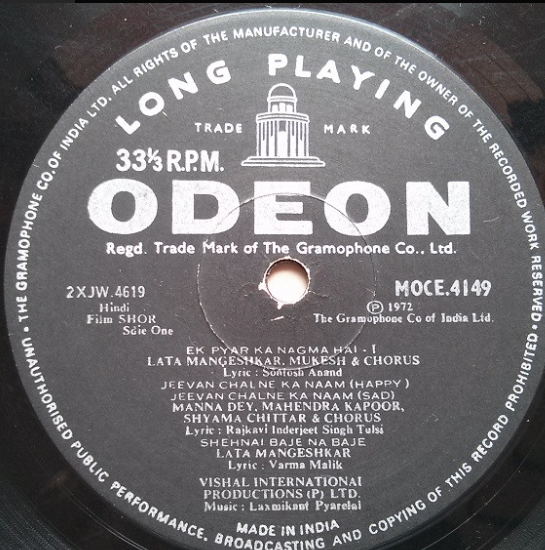 • THE GRAMOPHONE CO. OF INDIA LTD. ALL RIGHTS OF THE MANUFACTURER AND OF THE OWNER OF THE RECORDED WORK RESERVED •
LONG PLAYING
TRADE MARK
33⅓ R.P.M.
ODEON
Regd. Trade Mark of The Gramophone Co., Ltd.
2XJW.4619
MOCE.4149
Hindi
Film SHOR
Side One
Ⓟ 1972
The Gramophone Co of India Ltd.
EK PYAR KA NAGMA HAI - I
LATA MANGESHKAR, MUKESH & CHORUS
Lyric : Sontosh Anand
JEEVAN CHALNE KA NAAM (HAPPY)
JEEVAN CHALNE KA NAAM (SAD)
MANNA DEY, MAHENDRA KAPOOR,
SHYAMA CHITTAR & CHORUS
Lyric : Rajkavi Inderjeet Singh Tulsi
SHEHNAI BAJE NA BAJE
LATA MANGESHKAR
Lyric : Varma Malik
VISHAL INTERNATIONAL
PRODUCTIONS (P) LTD.
Music : Laxmikant Pyarelal
MADE IN INDIA
UNAUTHORISED PUBLIC PERFORMANCE, BROADCASTING AND COPYING OF THIS RECORD PROHIBITED